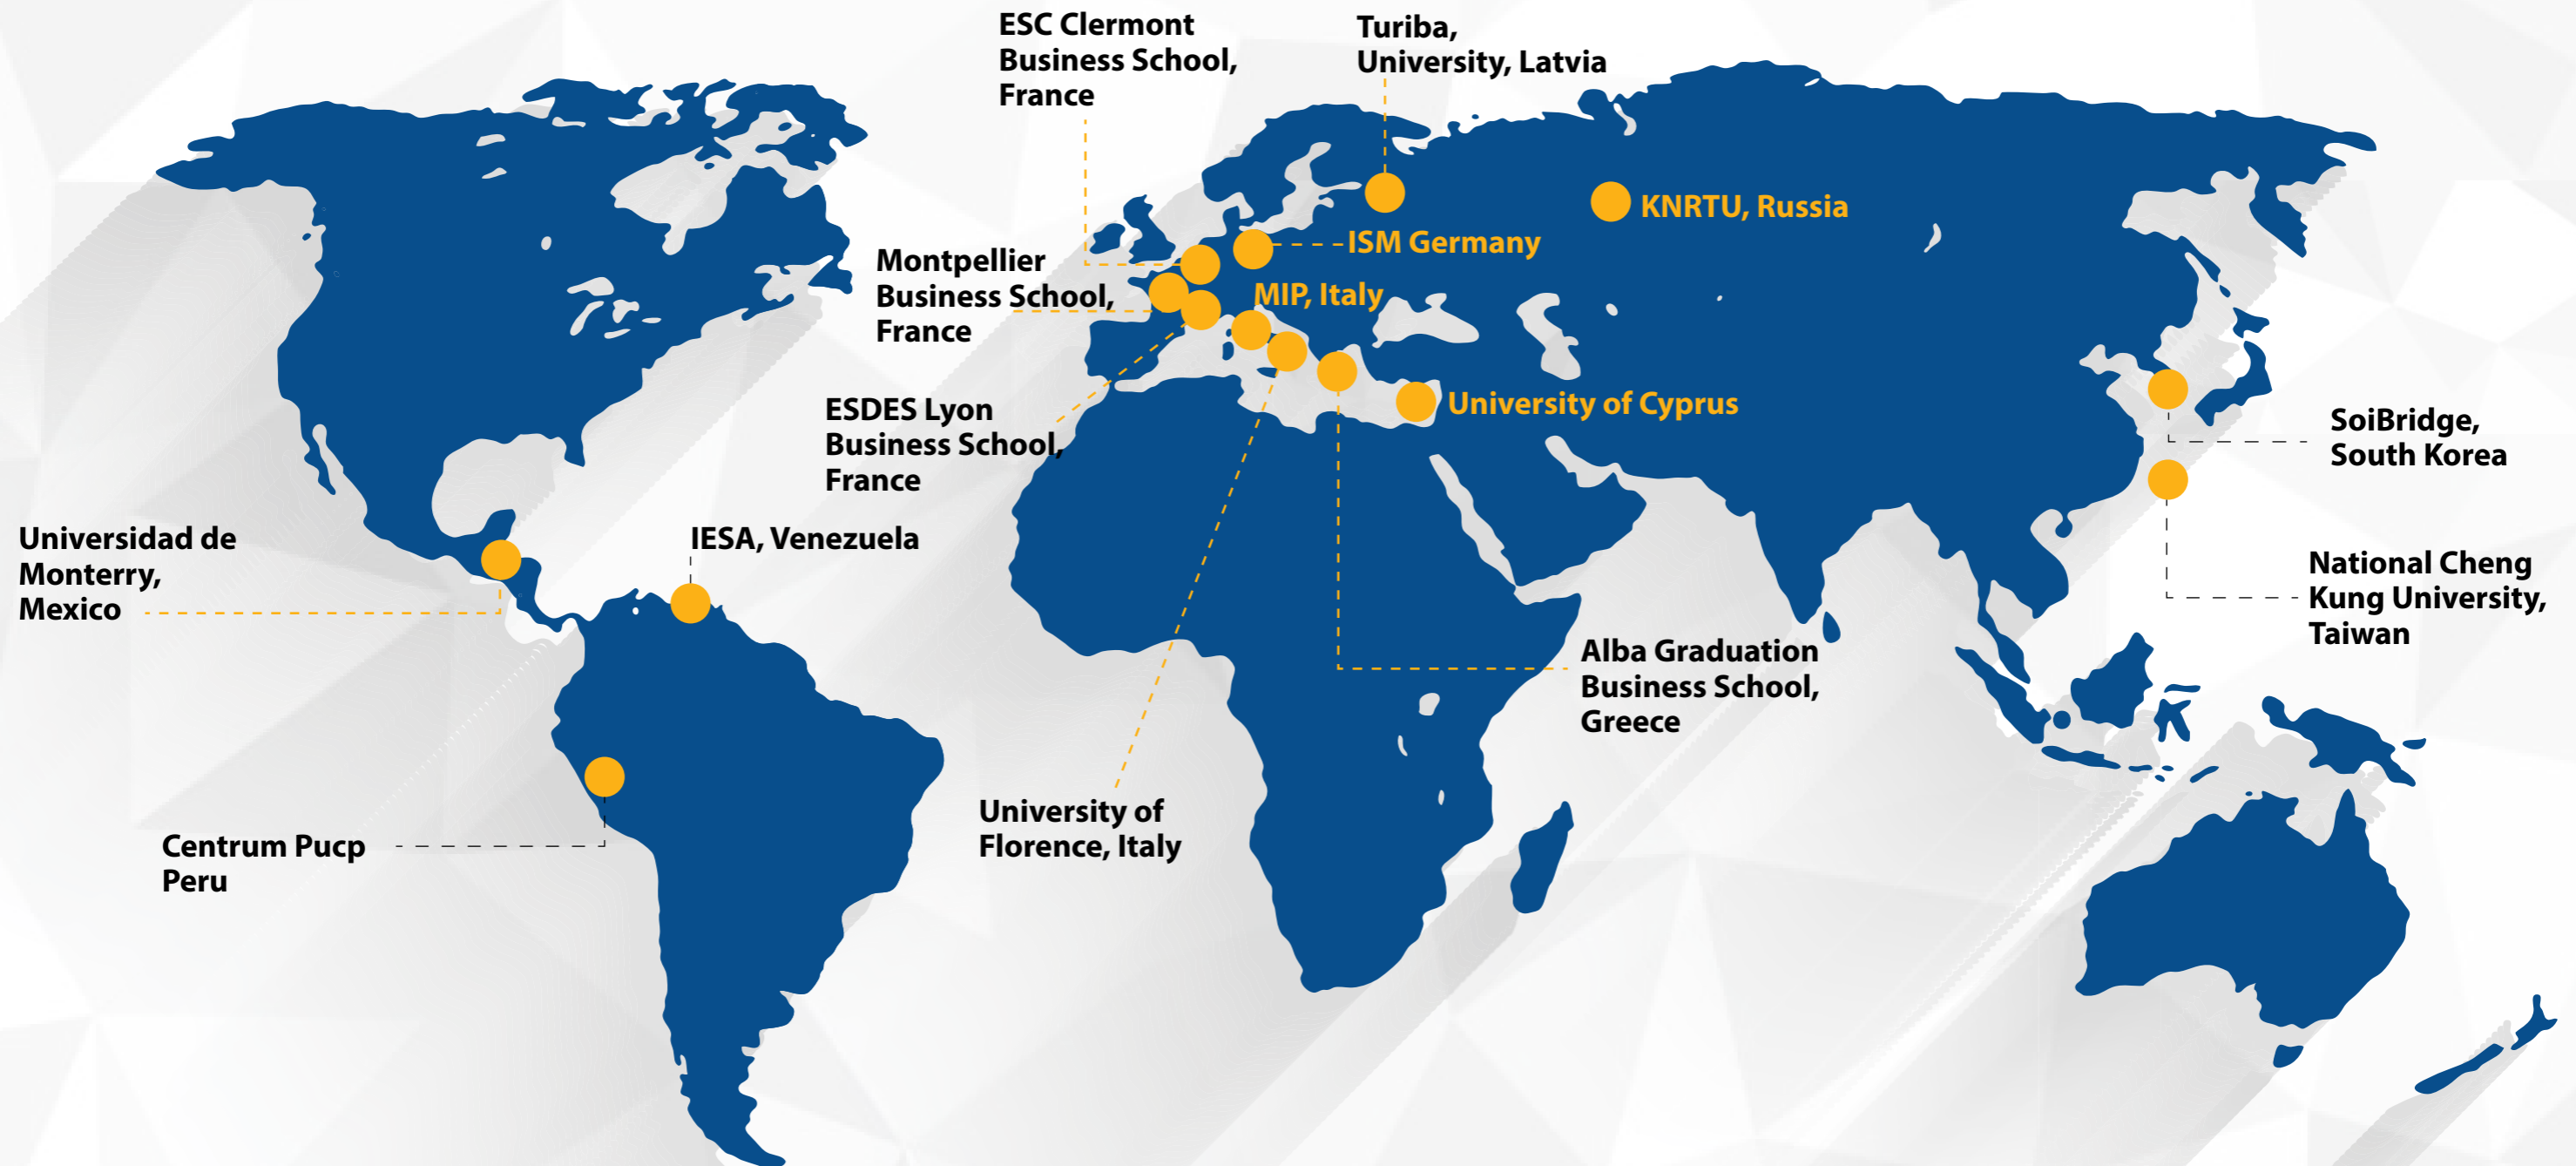 ESC Clermont
Business School,
France
Turiba,
University, Latvia
KNRTU, Russia
ISM Germany
Montpellier
Business School,
France
MIP, Italy
University of Cyprus
ESDES Lyon
Business School,
France
SoiBridge,
South Korea
Universidad de
Monterry,
Mexico
IESA, Venezuela
National Cheng
Kung University,
Taiwan
Alba Graduation
Business School,
Greece
University of
Florence, Italy
Centrum Pucp
Peru